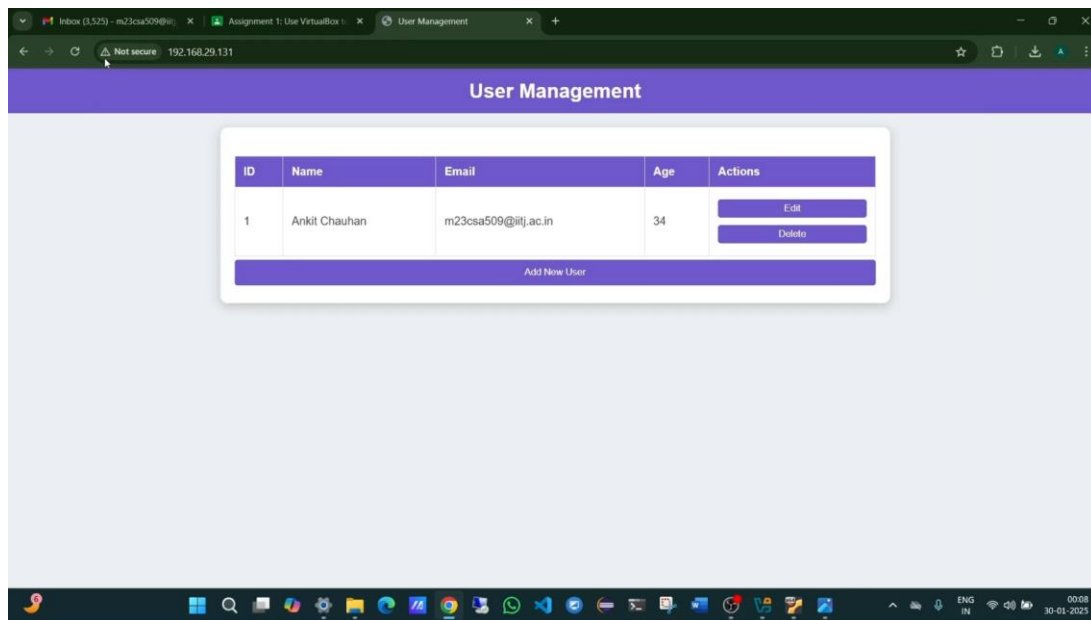 Inbox (3,525) - m23csa509@iitj
Assignment 1: Use VirtualBox t
User Management
Not secure 192.168.29.131
User Management
ID Name Email Age Actions
1 Ankit Chauhan m23csa509@iitj.ac.in 34 Edit
Delete
Add New User
6
ENG 00:08
IN 30-01-2025